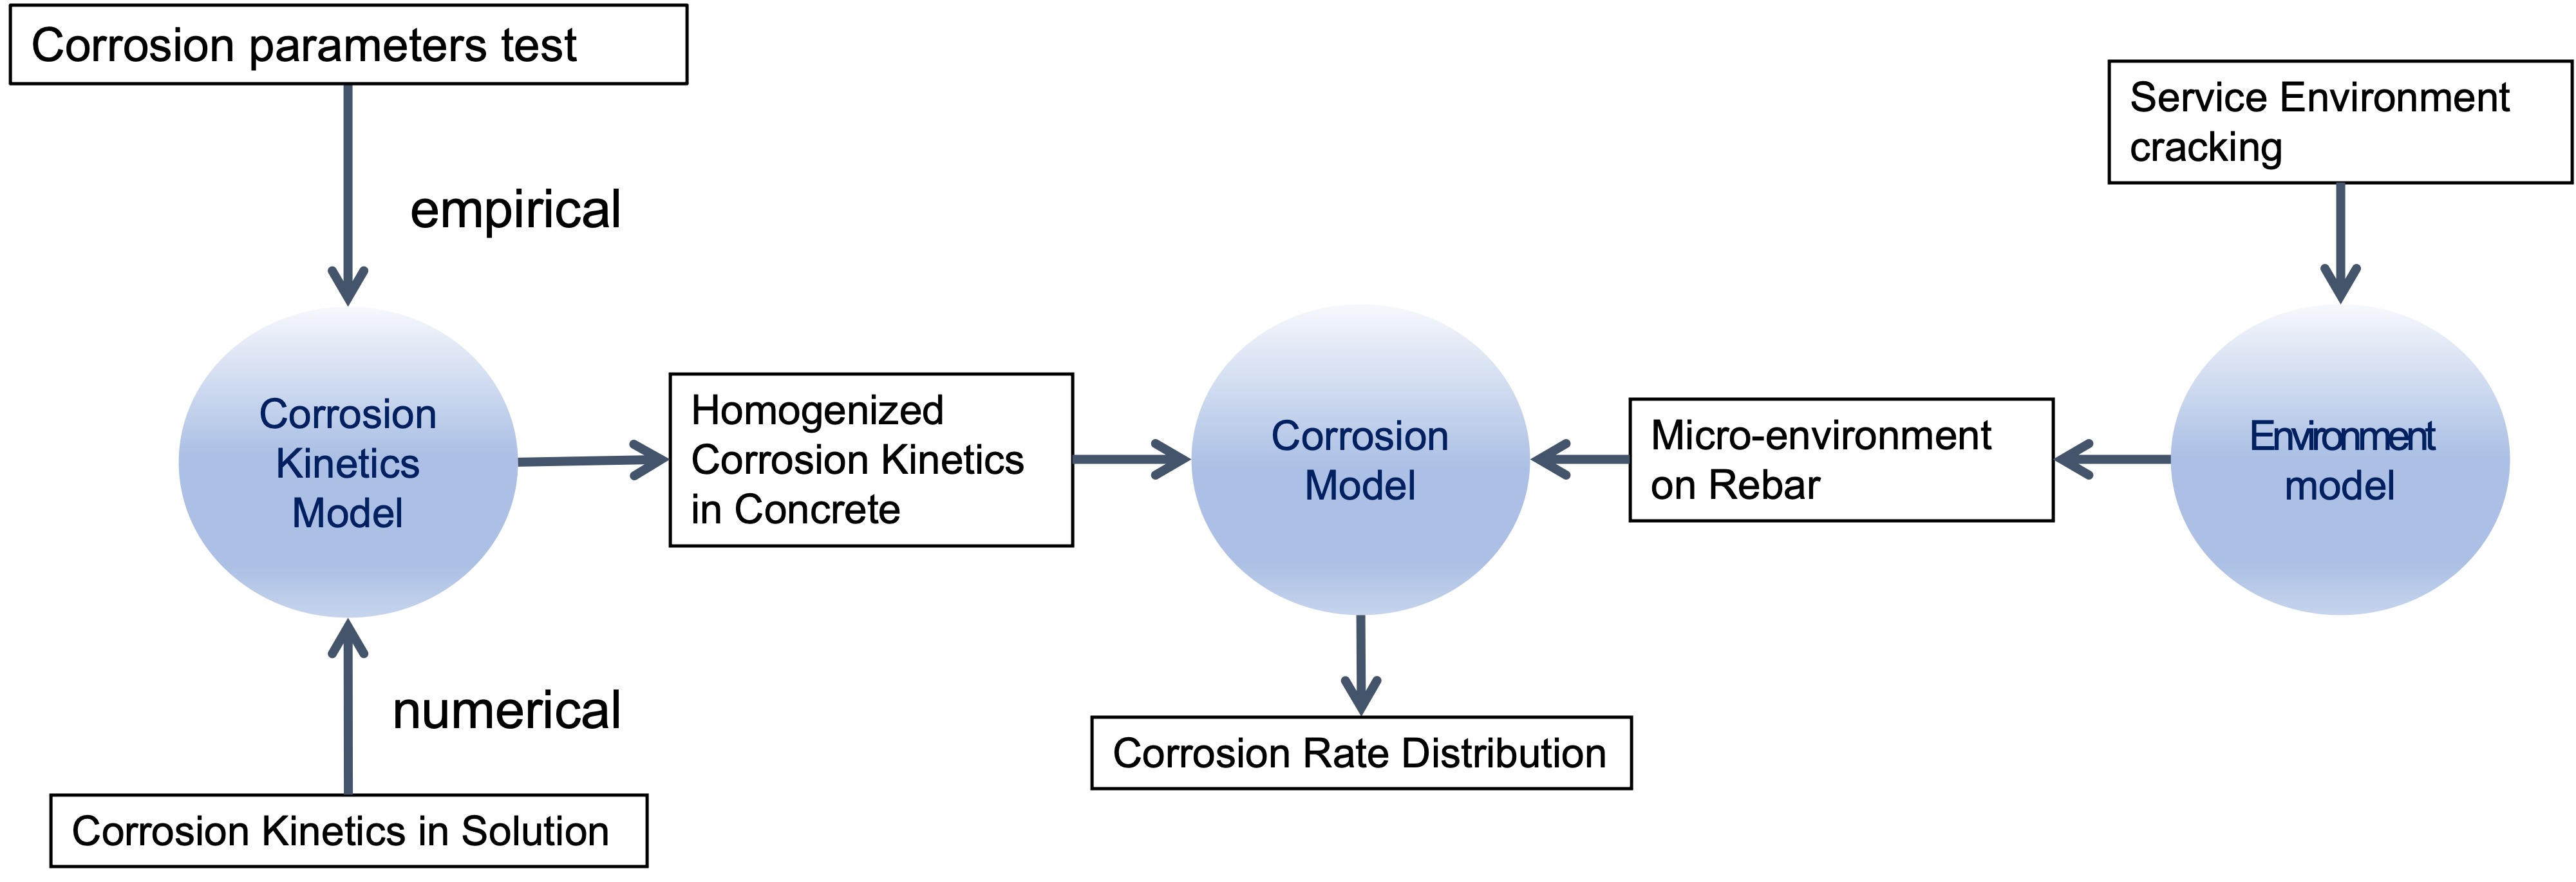 Corrosion parameters test
Service Environment
cracking
empirical
Corrosion
Kinetics
Model
Homogenized
Corrosion Kinetics
in Concrete
Corrosion
Model
Micro-environment
on Rebar
Environment
model
numerical
Corrosion Rate Distribution
Corrosion Kinetics in Solution